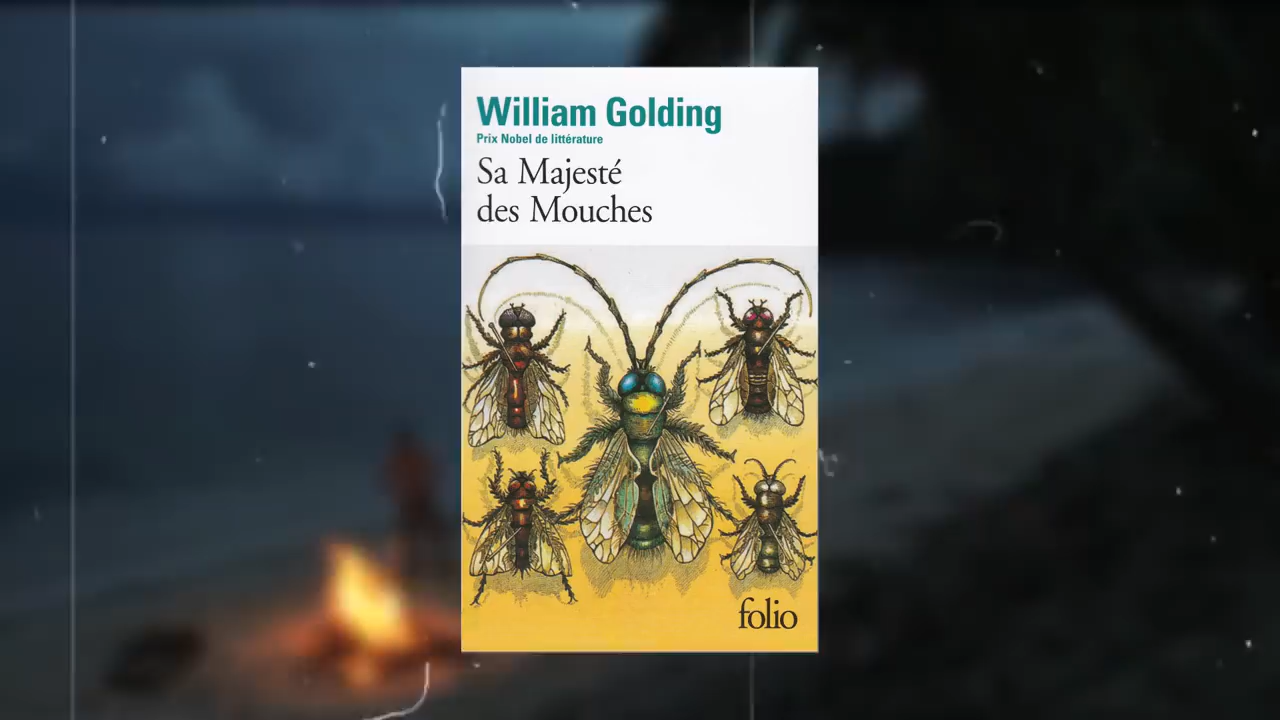 William Golding
Prix Nobel de littérature
Sa Majesté
des Mouches
folio